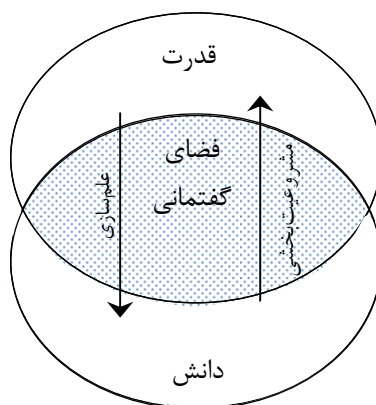 قدرت
فضای
گفتمانی
علم‌سازی
مشروعیت‌بخشی
دانش